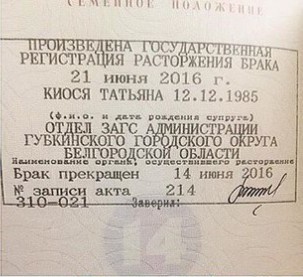 СЕМЕЙНОЕ ПОЛОЖЕНИЕ
ПРОИЗВЕДЕНА ГОСУДАРСТВЕННАЯ
РЕГИСТРАЦИЯ РАСТОРЖЕНИЯ БРАКА
21 июня 2016 г.
КИОСЯ ТАТЬЯНА 12.12.1985
(ф.и.о. и дата рождения супруга)
ОТДЕЛ ЗАГС АДМИНИСТРАЦИИ
ГУБКИНСКОГО ГОРОДСКОГО ОКРУГА
БЕЛГОРОДСКОЙ ОБЛАСТИ
Наименование органа, осуществившего расторжение
Брак прекращен 14 июня 2016
№ записи акта 214
310-021 Заверил:
14